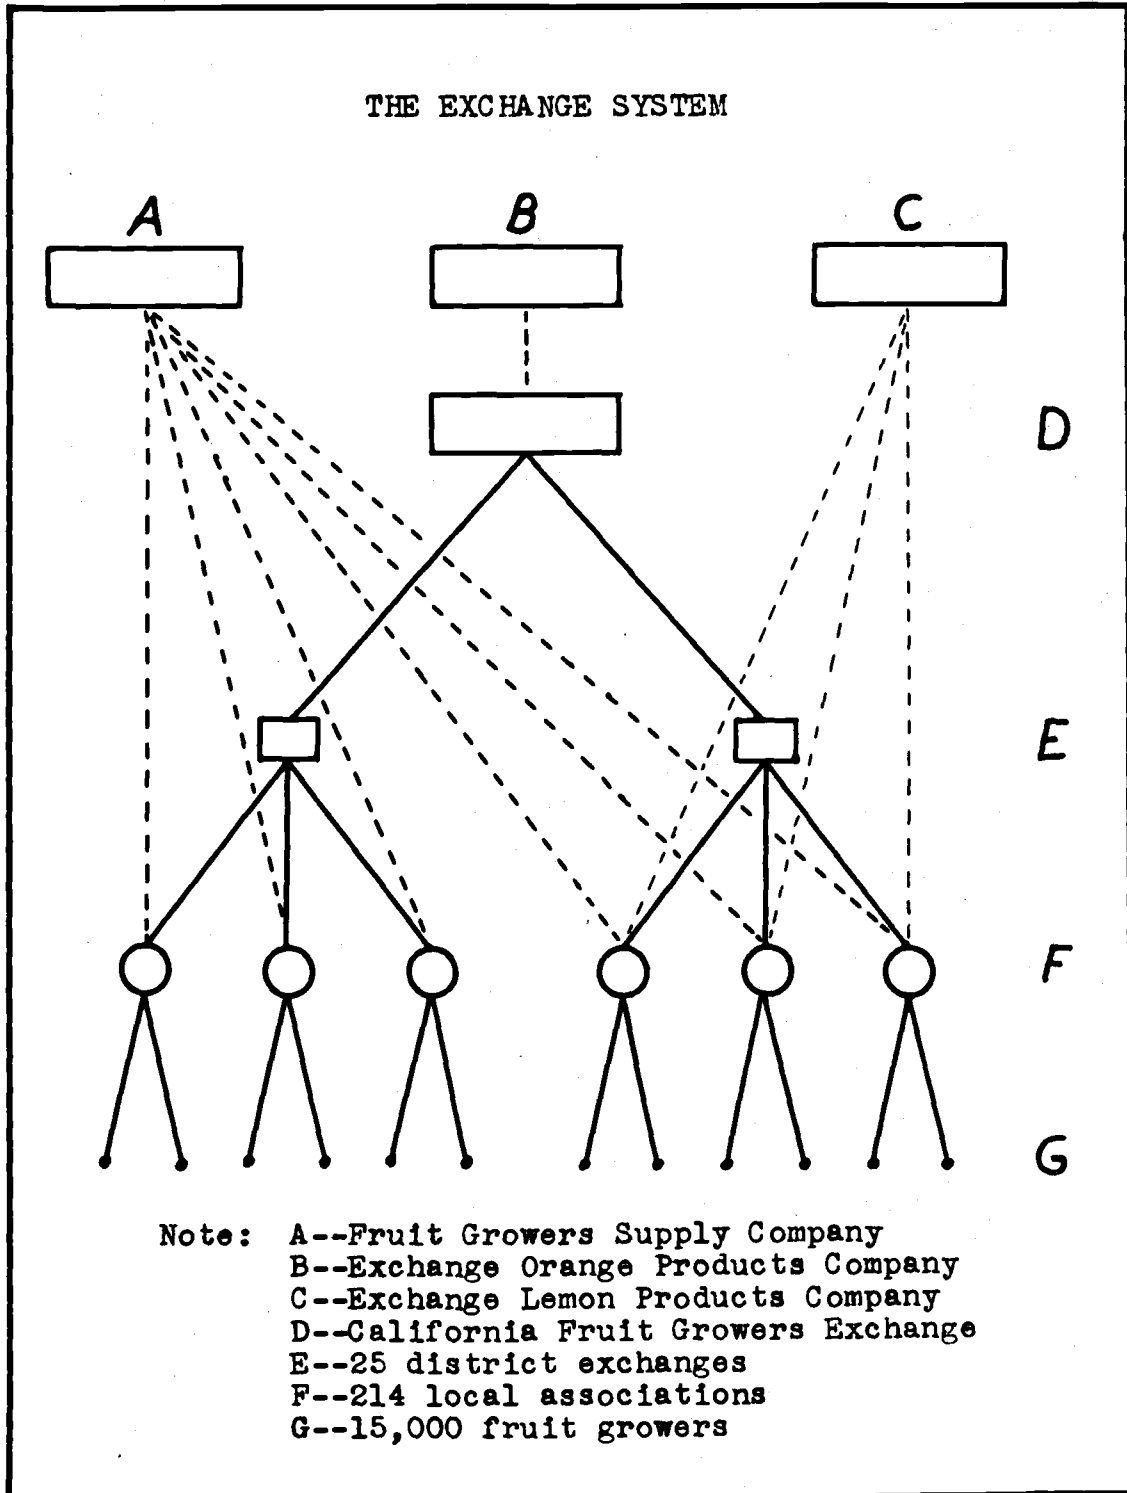 THE EXCHANGE SYSTEM
A B C
D
E
F
G
Note: A--Fruit Growers Supply Company
B--Exchange Orange Products Company
C--Exchange Lemon Products Company
D--California Fruit Growers Exchange
E--25 district exchanges
F--214 local associations
G--15,000 fruit growers